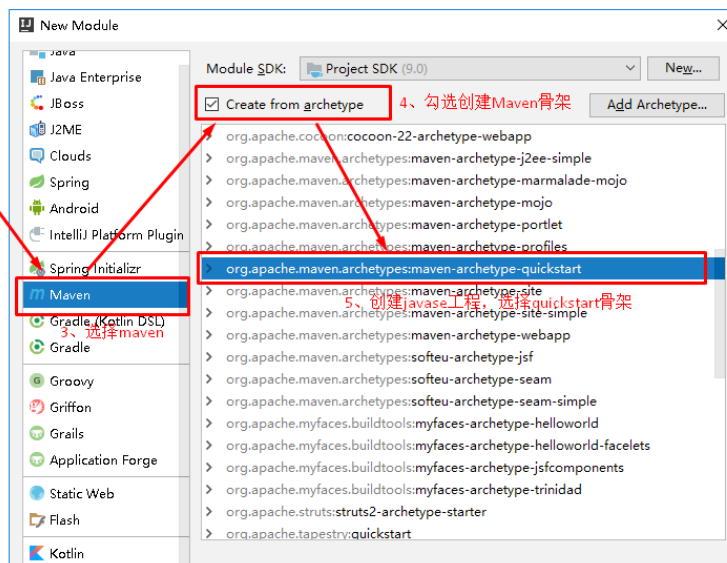 New Module
Java
Java Enterprise
JBoss
J2ME
Clouds
Spring
Android
IntelliJ Platform Plugin
Spring Initializr
Maven
Gradle (Kotlin DSL)
3、选择maven
Gradle
Groovy
Griffon
Grails
Application Forge
Static Web
Flash
Kotlin
Module SDK: Project SDK (9.0) New...
Create from archetype 4、勾选创建Maven骨架 Add Archetype...
org.apache.cocoon:cocoon-22-archetype-webapp
org.apache.maven.archetypes:maven-archetype-j2ee-simple
org.apache.maven.archetypes:maven-archetype-marmalade-mojo
org.apache.maven.archetypes:maven-archetype-mojo
org.apache.maven.archetypes:maven-archetype-portlet
org.apache.maven.archetypes:maven-archetype-profiles
org.apache.maven.archetypes:maven-archetype-quickstart
org.apache.maven.archetypes:maven-archetype-site
5、创建javase工程，选择quickstart骨架
org.apache.maven.archetypes:maven-archetype-site-simple
org.apache.maven.archetypes:maven-archetype-webapp
org.apache.maven.archetypes:softeu-archetype-jsf
org.apache.maven.archetypes:softeu-archetype-seam
org.apache.maven.archetypes:softeu-archetype-seam-simple
org.apache.myfaces.buildtools:myfaces-archetype-helloworld
org.apache.myfaces.buildtools:myfaces-archetype-helloworld-facelets
org.apache.myfaces.buildtools:myfaces-archetype-jsfcomponents
org.apache.myfaces.buildtools:myfaces-archetype-trinidad
org.apache.struts:struts2-archetype-starter
org.apache.tapestry:quickstart